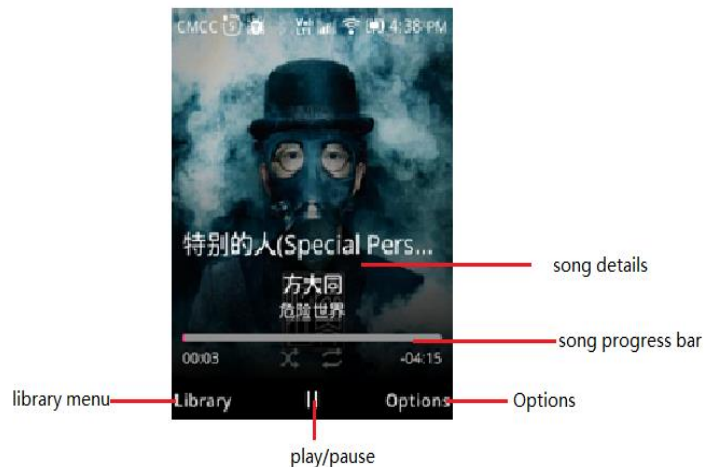 CMCC 4:38 PM
特别的人(Special Pers...
song details
方大同
危险世界
song progress bar
00:03 -04:15
library menu Library Options Options
play/pause